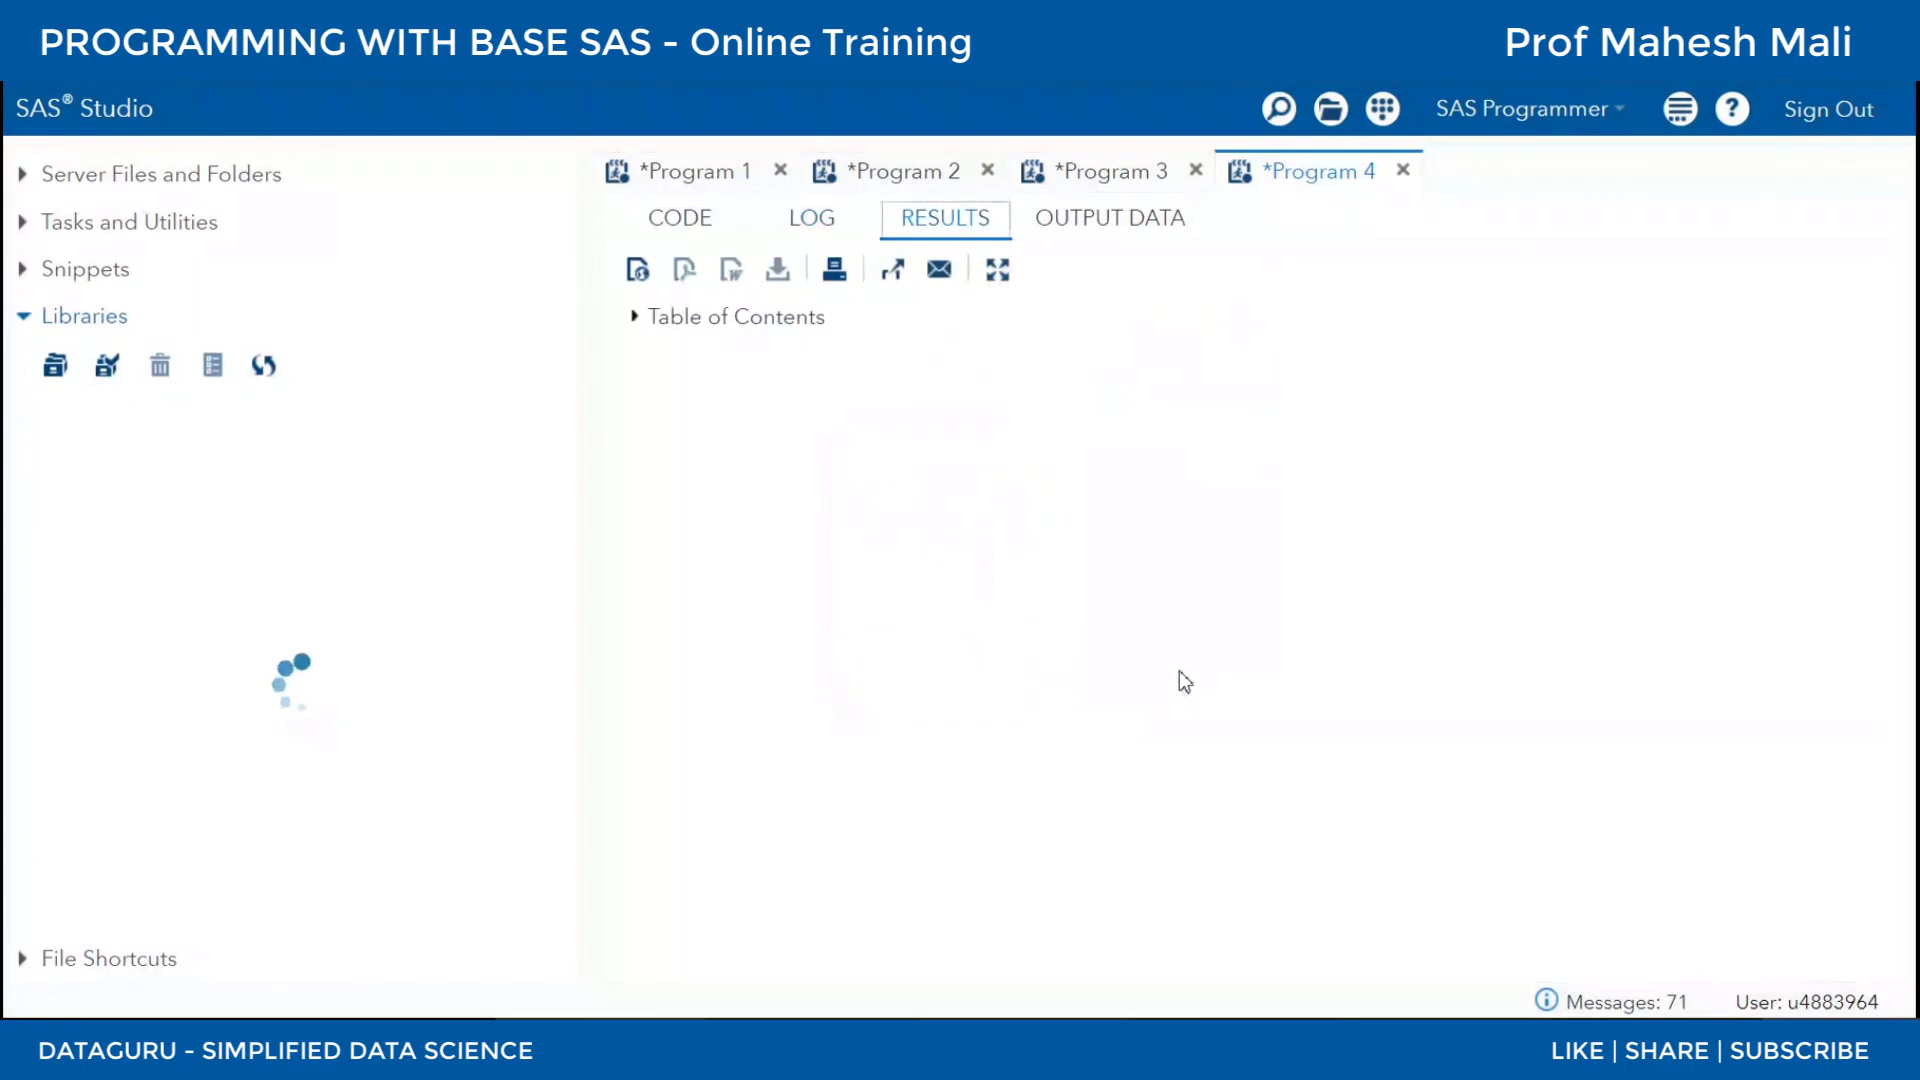 PROGRAMMING WITH BASE SAS - Online Training
Prof Mahesh Mali
SAS® Studio
SAS Programmer
Sign Out
Server Files and Folders
Tasks and Utilities
Snippets
Libraries
File Shortcuts
*Program 1
*Program 2
*Program 3
*Program 4
CODE
LOG
RESULTS
OUTPUT DATA
Table of Contents
Messages: 71
User: u4883964
DATAGURU - SIMPLIFIED DATA SCIENCE
LIKE | SHARE | SUBSCRIBE